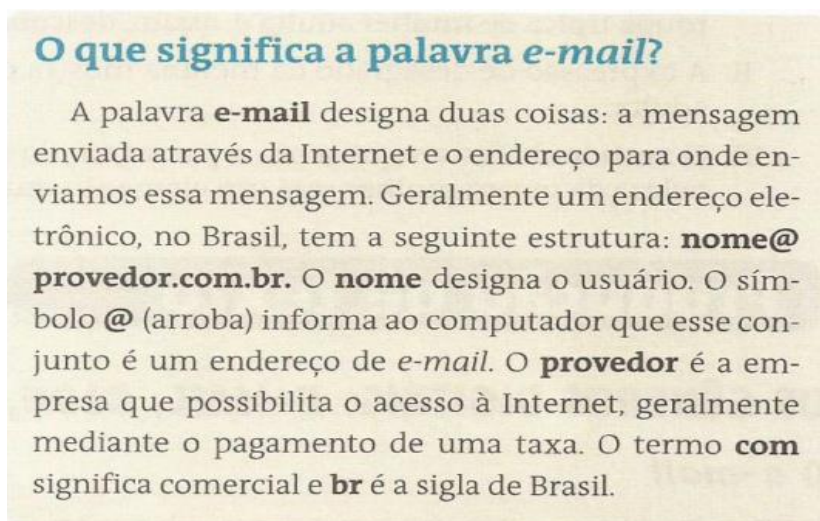 O que significa a palavra e-mail?
A palavra e-mail designa duas coisas: a mensagem
enviada através da Internet e o endereço para onde en-
viamos essa mensagem. Geralmente um endereço ele-
trônico, no Brasil, tem a seguinte estrutura: nome@
provedor.com.br. O nome designa o usuário. O sím-
bolo @ (arroba) informa ao computador que esse con-
junto é um endereço de e-mail. O provedor é a em-
presa que possibilita o acesso à Internet, geralmente
mediante o pagamento de uma taxa. O termo com
significa comercial e br é a sigla de Brasil.